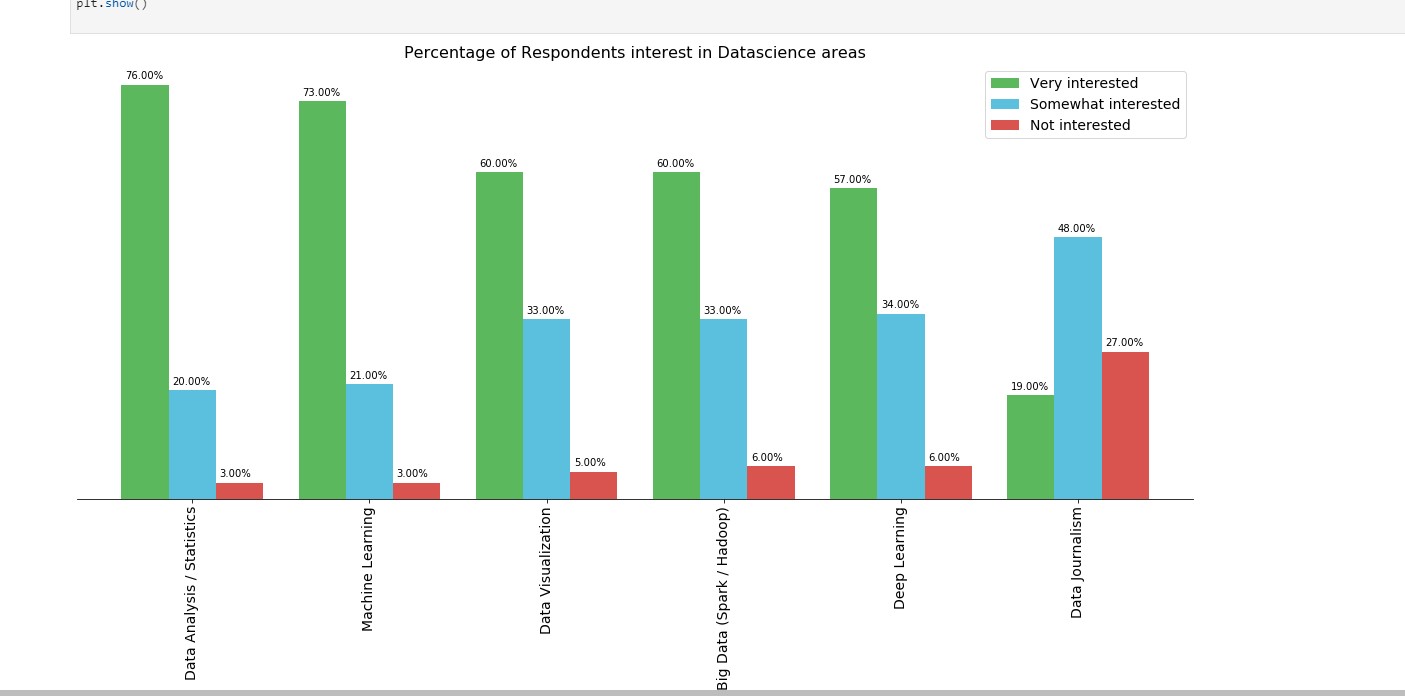 plt.show()
Percentage of Respondents interest in Datascience areas
Very interested
Somewhat interested
Not interested
76.00%
20.00%
3.00%
73.00%
21.00%
3.00%
60.00%
33.00%
5.00%
60.00%
33.00%
6.00%
57.00%
34.00%
6.00%
19.00%
48.00%
27.00%
Data Analysis / Statistics
Machine Learning
Data Visualization
Big Data (Spark / Hadoop)
Deep Learning
Data Journalism